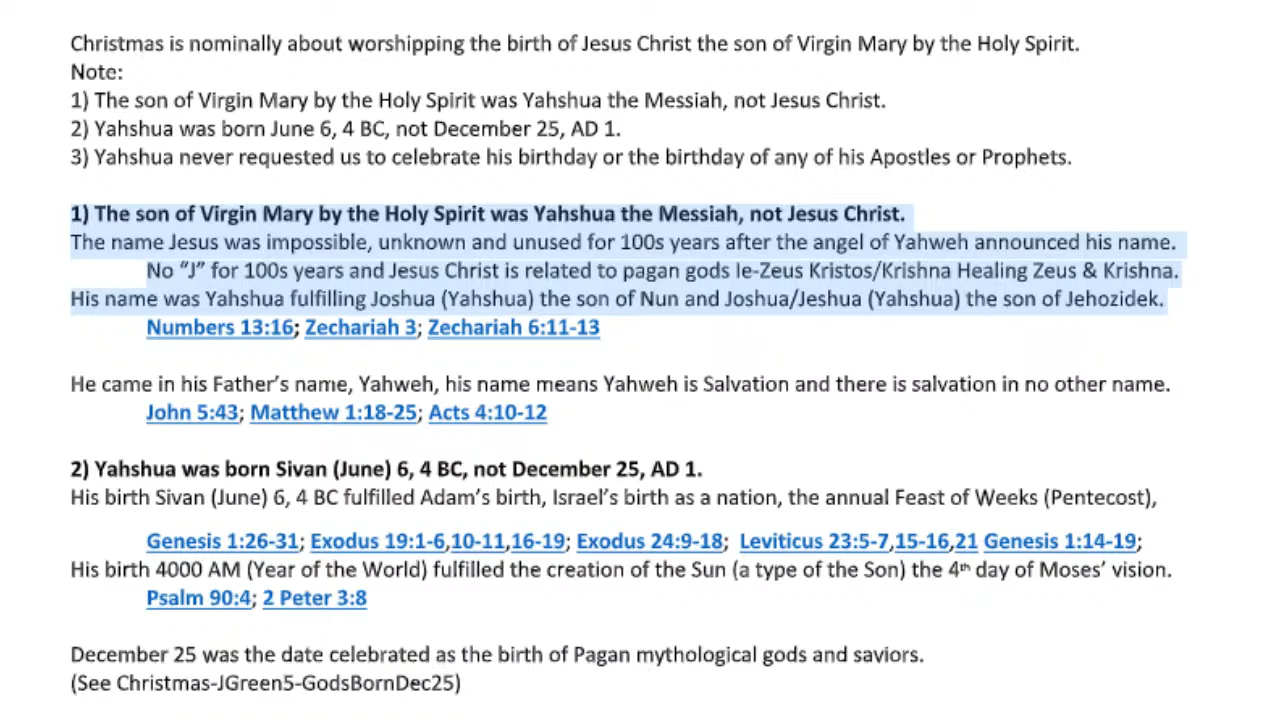 Christmas is nominally about worshipping the birth of Jesus Christ the son of Virgin Mary by the Holy Spirit.
Note:
1) The son of Virgin Mary by the Holy Spirit was Yahshua the Messiah, not Jesus Christ.
2) Yahshua was born June 6, 4 BC, not December 25, AD 1.
3) Yahshua never requested us to celebrate his birthday or the birthday of any of his Apostles or Prophets.
1) The son of Virgin Mary by the Holy Spirit was Yahshua the Messiah, not Jesus Christ.
The name Jesus was impossible, unknown and unused for 100s years after the angel of Yahweh announced his name.
No “J” for 100s years and Jesus Christ is related to pagan gods Ie-Zeus Kristos/Krishna Healing Zeus & Krishna.
His name was Yahshua fulfilling Joshua (Yahshua) the son of Nun and Joshua/Jeshua (Yahshua) the son of Jehozidek.
Numbers 13:16; Zechariah 3; Zechariah 6:11-13
He came in his Father’s name, Yahweh, his name means Yahweh is Salvation and there is salvation in no other name.
John 5:43; Matthew 1:18-25; Acts 4:10-12
2) Yahshua was born Sivan (June) 6, 4 BC, not December 25, AD 1.
His birth Sivan (June) 6, 4 BC fulfilled Adam’s birth, Israel’s birth as a nation, the annual Feast of Weeks (Pentecost),
Genesis 1:26-31; Exodus 19:1-6,10-11,16-19; Exodus 24:9-18; Leviticus 23:5-7,15-16,21 Genesis 1:14-19;
His birth 4000 AM (Year of the World) fulfilled the creation of the Sun (a type of the Son) the 4th day of Moses’ vision.
Psalm 90:4; 2 Peter 3:8
December 25 was the date celebrated as the birth of Pagan mythological gods and saviors.
(See Christmas-JGreen5-GodsBornDec25)